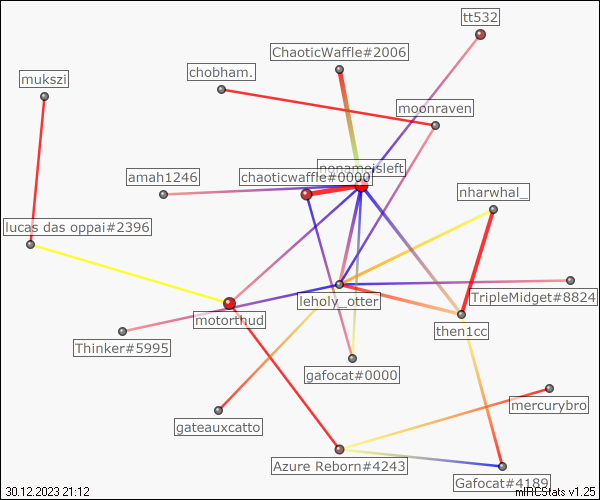 tt532
ChaoticWaffle#2006
chobham.
mukszi
moonraven
nonameisleft
amah1246
chaoticwaffle#0000
nharwhal_
lucas das oppai#2396
leholy_otter
TripleMidget#8824
motorthud
then1cc
Thinker#5995
gafocat#0000
mercurybro
gateauxcatto
Azure Reborn#4243
Gafocat#4189
30.12.2023 21:12
mIRCStats v1.25